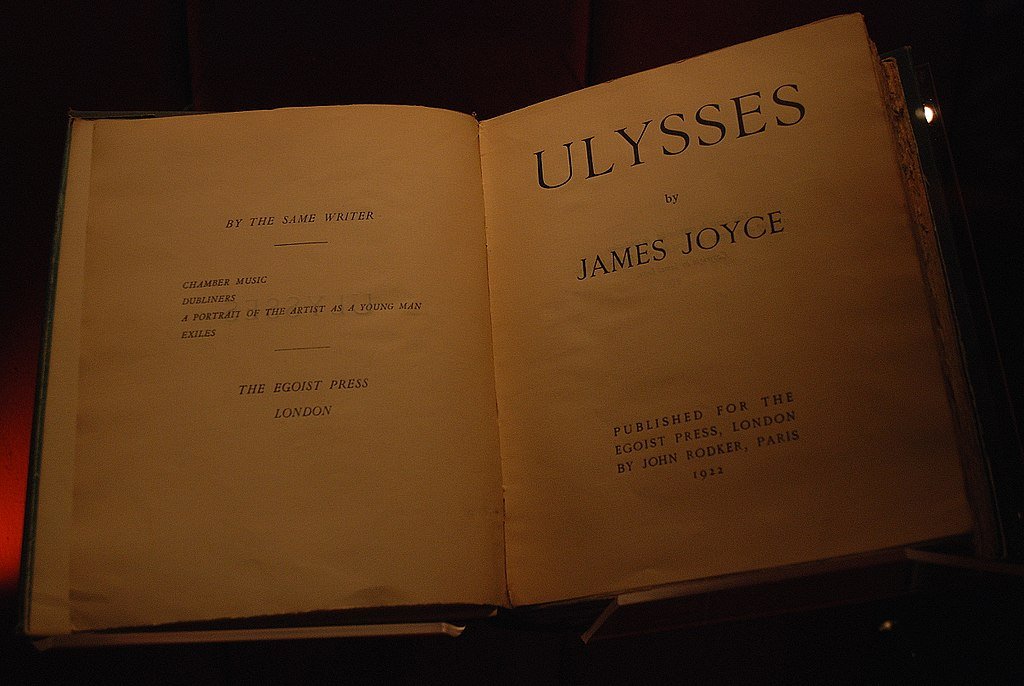 BY THE SAME WRITER
CHAMBER MUSIC
DUBLINERS
A PORTRAIT OF THE ARTIST AS A YOUNG MAN
EXILES
THE EGOIST PRESS
LONDON
ULYSSES
by
JAMES JOYCE
PUBLISHED FOR THE
EGOIST PRESS, LONDON
BY JOHN RODKER, PARIS
1922